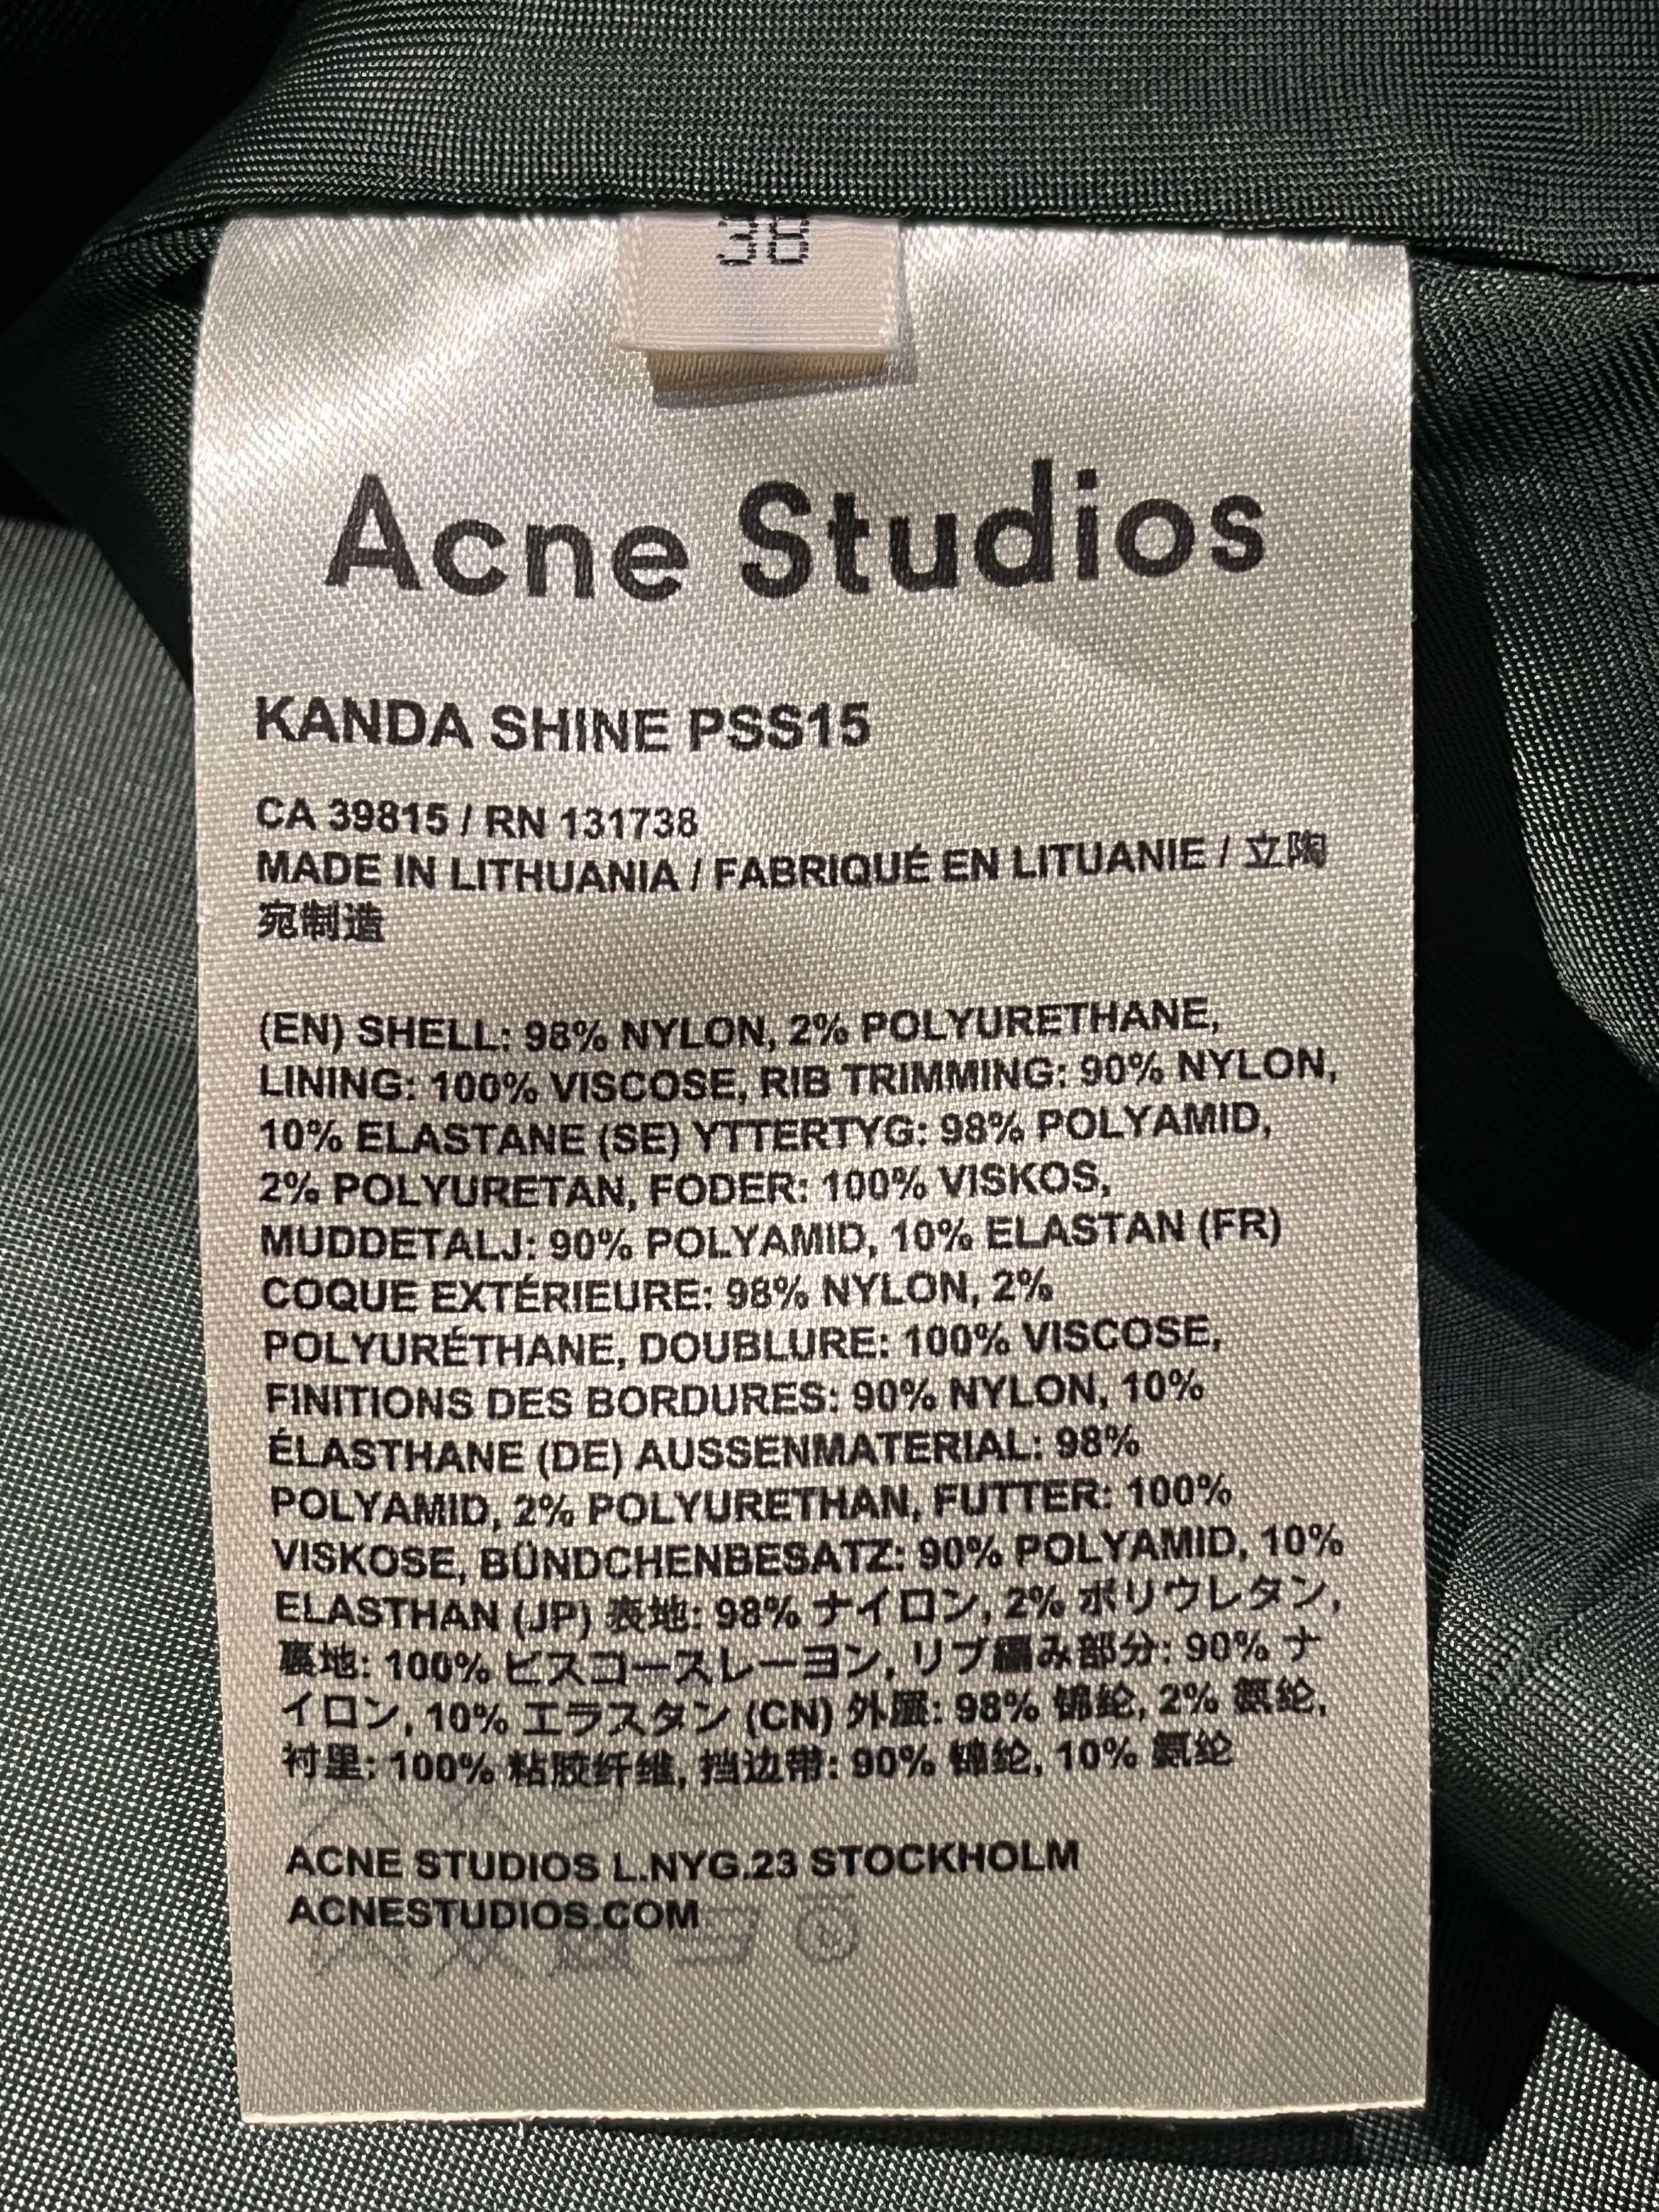 38
Acne Studios
KANDA SHINE PSS15
CA 39815 / RN 131738
MADE IN LITHUANIA / FABRIQUÉ EN LITUANIE / 立陶
宛制造
(EN) SHELL: 98% NYLON, 2% POLYURETHANE,
LINING: 100% VISCOSE, RIB TRIMMING: 90% NYLON,
10% ELASTANE (SE) YTTERTYG: 98% POLYAMID,
2% POLYURETAN, FODER: 100% VISKOS,
MUDDETALJ: 90% POLYAMID, 10% ELASTAN (FR)
COQUE EXTÉRIEURE: 98% NYLON, 2%
POLYURÉTHANE, DOUBLURE: 100% VISCOSE,
FINITIONS DES BORDURES: 90% NYLON, 10%
ÉLASTHANE (DE) AUSSENMATERIAL: 98%
POLYAMID, 2% POLYURETHAN, FUTTER: 100%
VISKOSE, BÜNDCHENBESATZ: 90% POLYAMID, 10%
ELASTHAN (JP) 表地: 98% ナイロン, 2% ポリウレタン,
裏地: 100% ビスコースレーヨン, リブ編み部分: 90% ナ
イロン, 10% エラスタン (CN) 外層: 98% 锦纶, 2% 氨纶,
衬里: 100% 粘胶纤维, 挡边带: 90% 锦纶, 10% 氨纶
ACNE STUDIOS L.NYG.23 STOCKHOLM
ACNESTUDIOS.COM